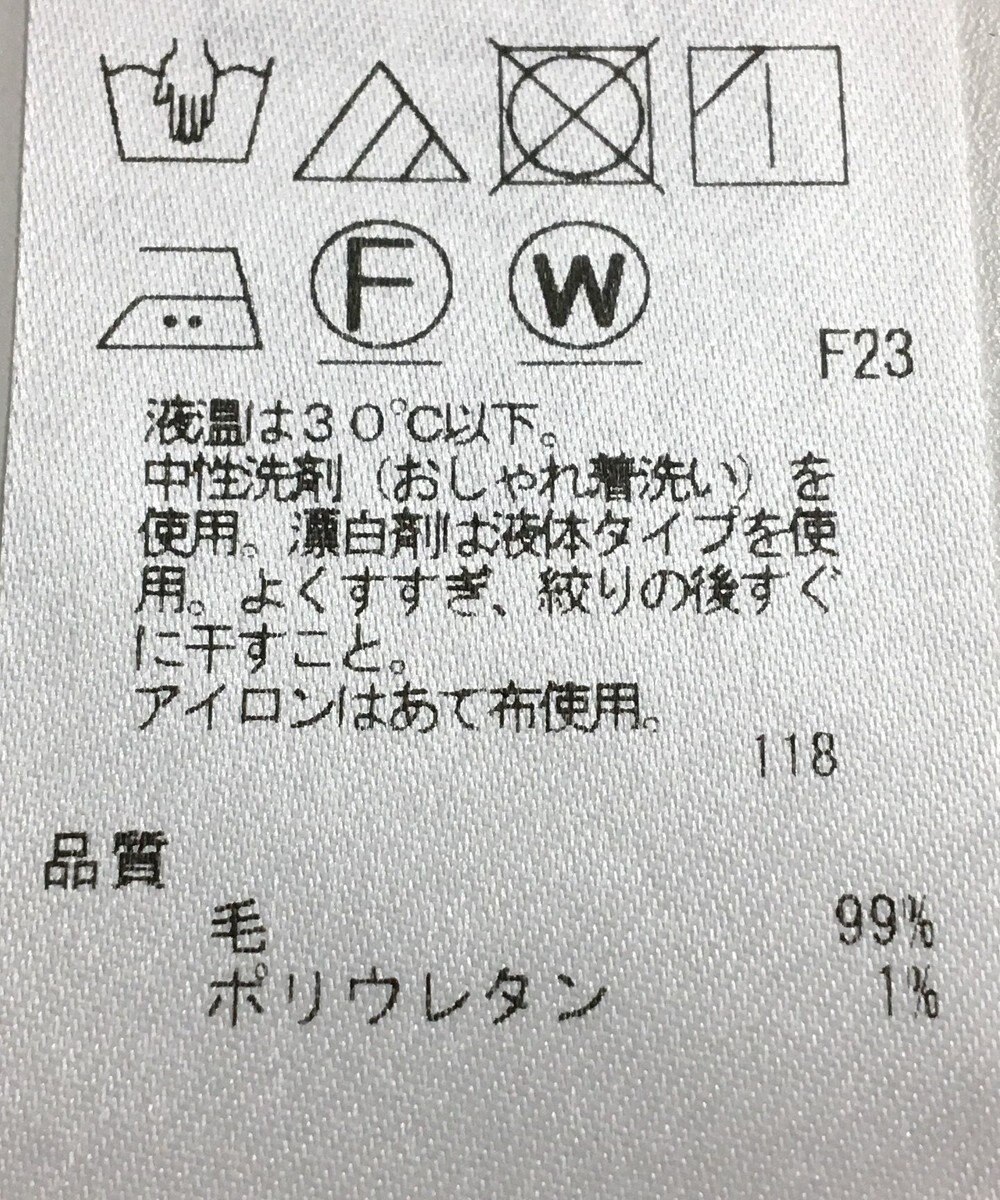 F W
F23
液温は30℃以下。
中性洗剤（おしゃれ着洗い）を
使用。漂白剤は液体タイプを使
用。よくすすぎ、絞りの後すぐ
に干すこと。
アイロンはあて布使用。
118
品質
毛 99%
ポリウレタン 1%